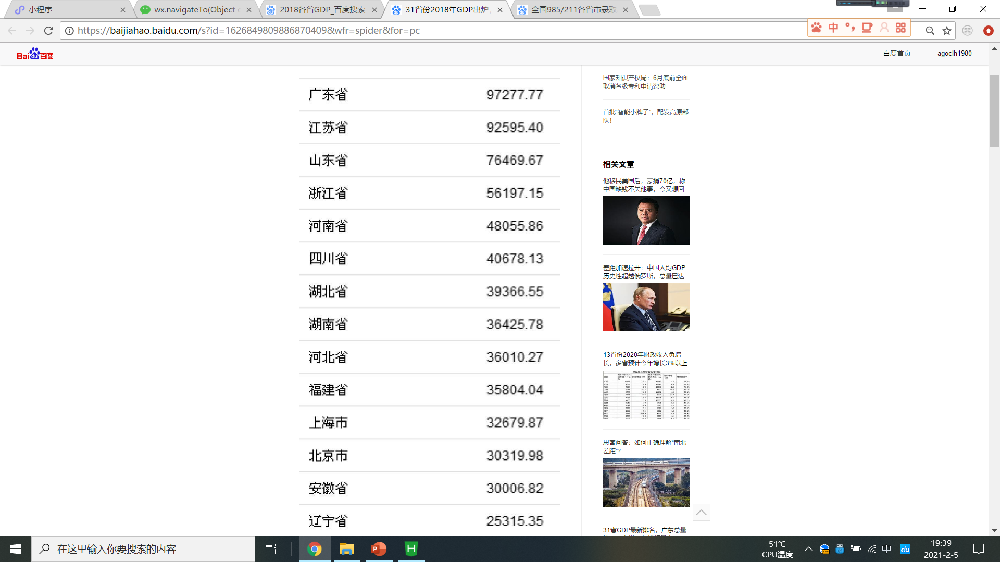 小程序
wx.navigateTo(Object
2018各省GDP_百度搜索
31省份2018年GDP出炉
全国985/211各省市录取
https://baijiahao.baidu.com/s?id=1626849809886870409&wfr=spider&for=pc
中
Bai du 百度
百度首页
agocih1980
广东省 97277.77
江苏省 92595.40
山东省 76469.67
浙江省 56197.15
河南省 48055.86
四川省 40678.13
湖北省 39366.55
湖南省 36425.78
河北省 36010.27
福建省 35804.04
上海市 32679.87
北京市 30319.98
安徽省 30006.82
辽宁省 25315.35
国家知识产权局：6月底前全面
取消各级专利申请资助
首批“智能小牌子”，配发高原部
队！
相关文章
他移民美国后，豪捐70亿，称
中国缺钱不关他事，今又想回...
差距加速拉开：中国人均GDP
历史性超越俄罗斯，总量已达...
13省份2020年财政收入负增
长，多省预计今年增长3%以上
思客问答：如何正确理解“南北
差距”？
31省GDP最新排名，广东总量
在这里输入你要搜索的内容
51℃
CPU温度
中
du
19:39
2021-2-5